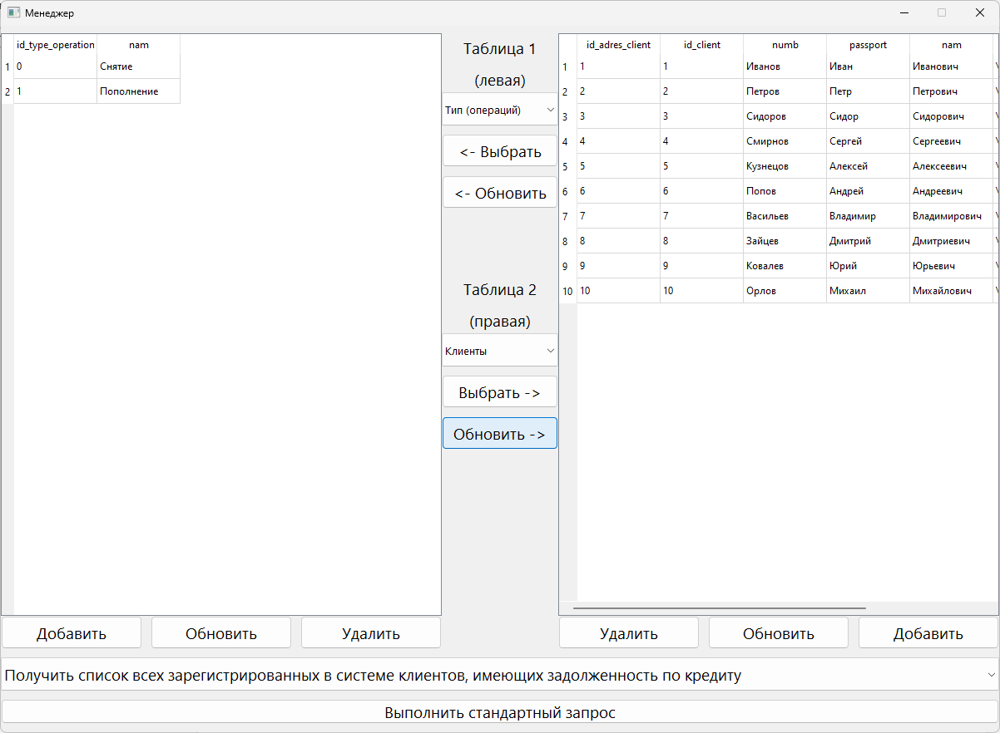 Менеджер
id_type_operation nam
1 0 Снятие
2 1 Пополнение
Таблица 1
(левая)
Тип (операций)
<- Выбрать
<- Обновить
Таблица 2
(правая)
Клиенты
Выбрать ->
Обновить ->
id_adres_client id_client numb passport nam
1 1 1 Иванов Иван Иванович
2 2 2 Петров Петр Петрович
3 3 3 Сидоров Сидор Сидорович
4 4 4 Смирнов Сергей Сергеевич
5 5 5 Кузнецов Алексей Алексеевич
6 6 6 Попов Андрей Андреевич
7 7 7 Васильев Владимир Владимирович
8 8 8 Зайцев Дмитрий Дмитриевич
9 9 9 Ковалев Юрий Юрьевич
10 10 10 Орлов Михаил Михайлович
Добавить Обновить Удалить Удалить Обновить Добавить
Получить список всех зарегистрированных в системе клиентов, имеющих задолженность по кредиту
Выполнить стандартный запрос